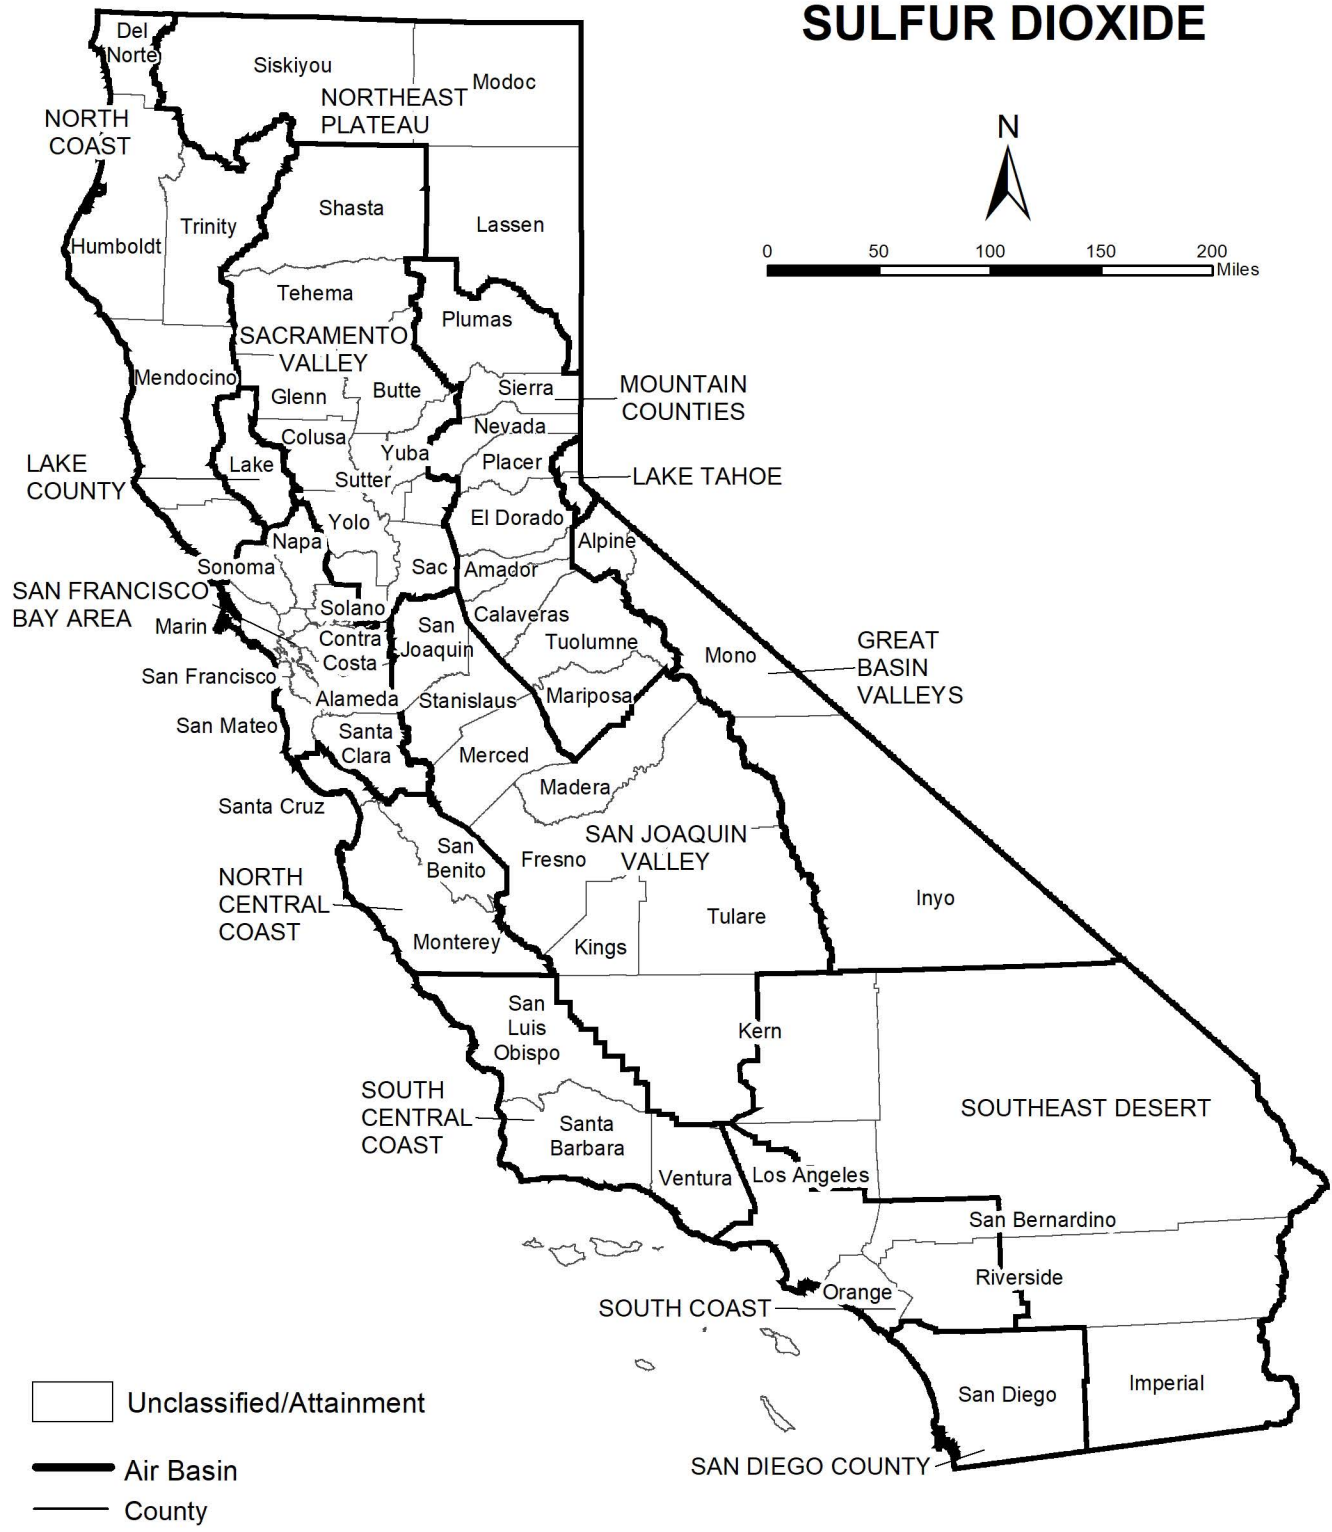 SULFUR DIOXIDE
Del
Norte
Siskiyou
Modoc
NORTHEAST
PLATEAU
NORTH
COAST
N
Shasta
Trinity
Lassen
Humboldt
0 50 100 150 200
Miles
Tehema
Plumas
SACRAMENTO
VALLEY
Mendocino
Glenn
Butte
Sierra
MOUNTAIN
COUNTIES
Nevada
Colusa
Yuba
Placer
LAKE
COUNTY
Lake
Sutter
LAKE TAHOE
Yolo
El Dorado
Napa
Alpine
Sonoma
Sac
Amador
SAN FRANCISCO
BAY AREA
Solano
Marin
Calaveras
San
Joaquin
Contra
Costa
Tuolumne
Mono
GREAT
BASIN
VALLEYS
San Francisco
Alameda
Stanislaus
Mariposa
San Mateo
Santa
Clara
Merced
Madera
Santa Cruz
SAN JOAQUIN
VALLEY
San
Benito
Fresno
NORTH
CENTRAL
COAST
Inyo
Tulare
Monterey
Kings
San
Luis
Obispo
Kern
SOUTH
CENTRAL
COAST
SOUTHEAST DESERT
Santa
Barbara
Ventura
Los Angeles
San Bernardino
Riverside
Orange
SOUTH COAST
Imperial
San Diego
SAN DIEGO COUNTY
Unclassified/Attainment
Air Basin
County